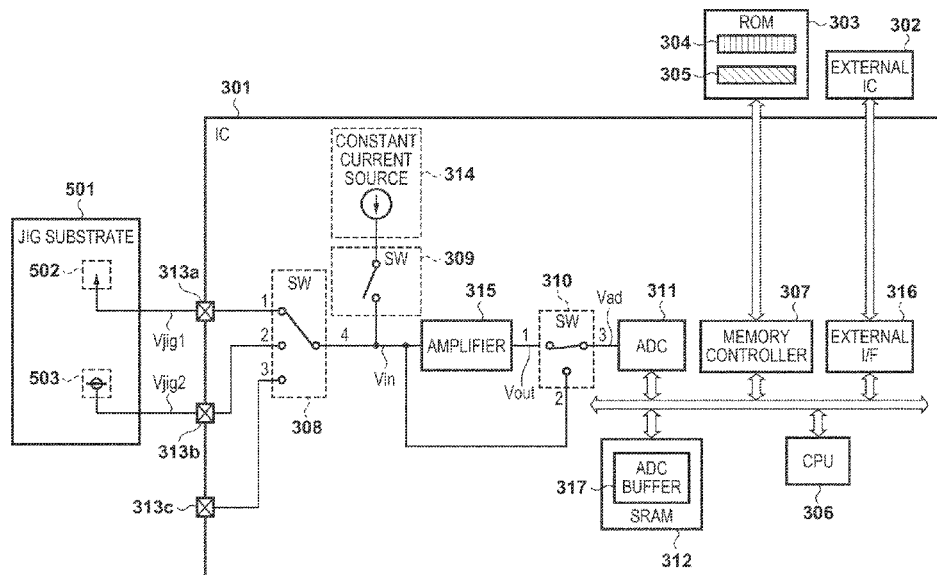 ROM
303
302
304
305
EXTERNAL
IC
301
IC
CONSTANT
CURRENT
SOURCE
314
501
JIG SUBSTRATE
502
313a
SW
309
SW
310
315
Vad
311
307
316
1
Vjig1
2
3
4
Vin
AMPLIFIER
1
SW
3
Vout
2
ADC
MEMORY
CONTROLLER
EXTERNAL
I/F
503
Vjig2
308
313b
313c
ADC
BUFFER
317
SRAM
312
CPU
306